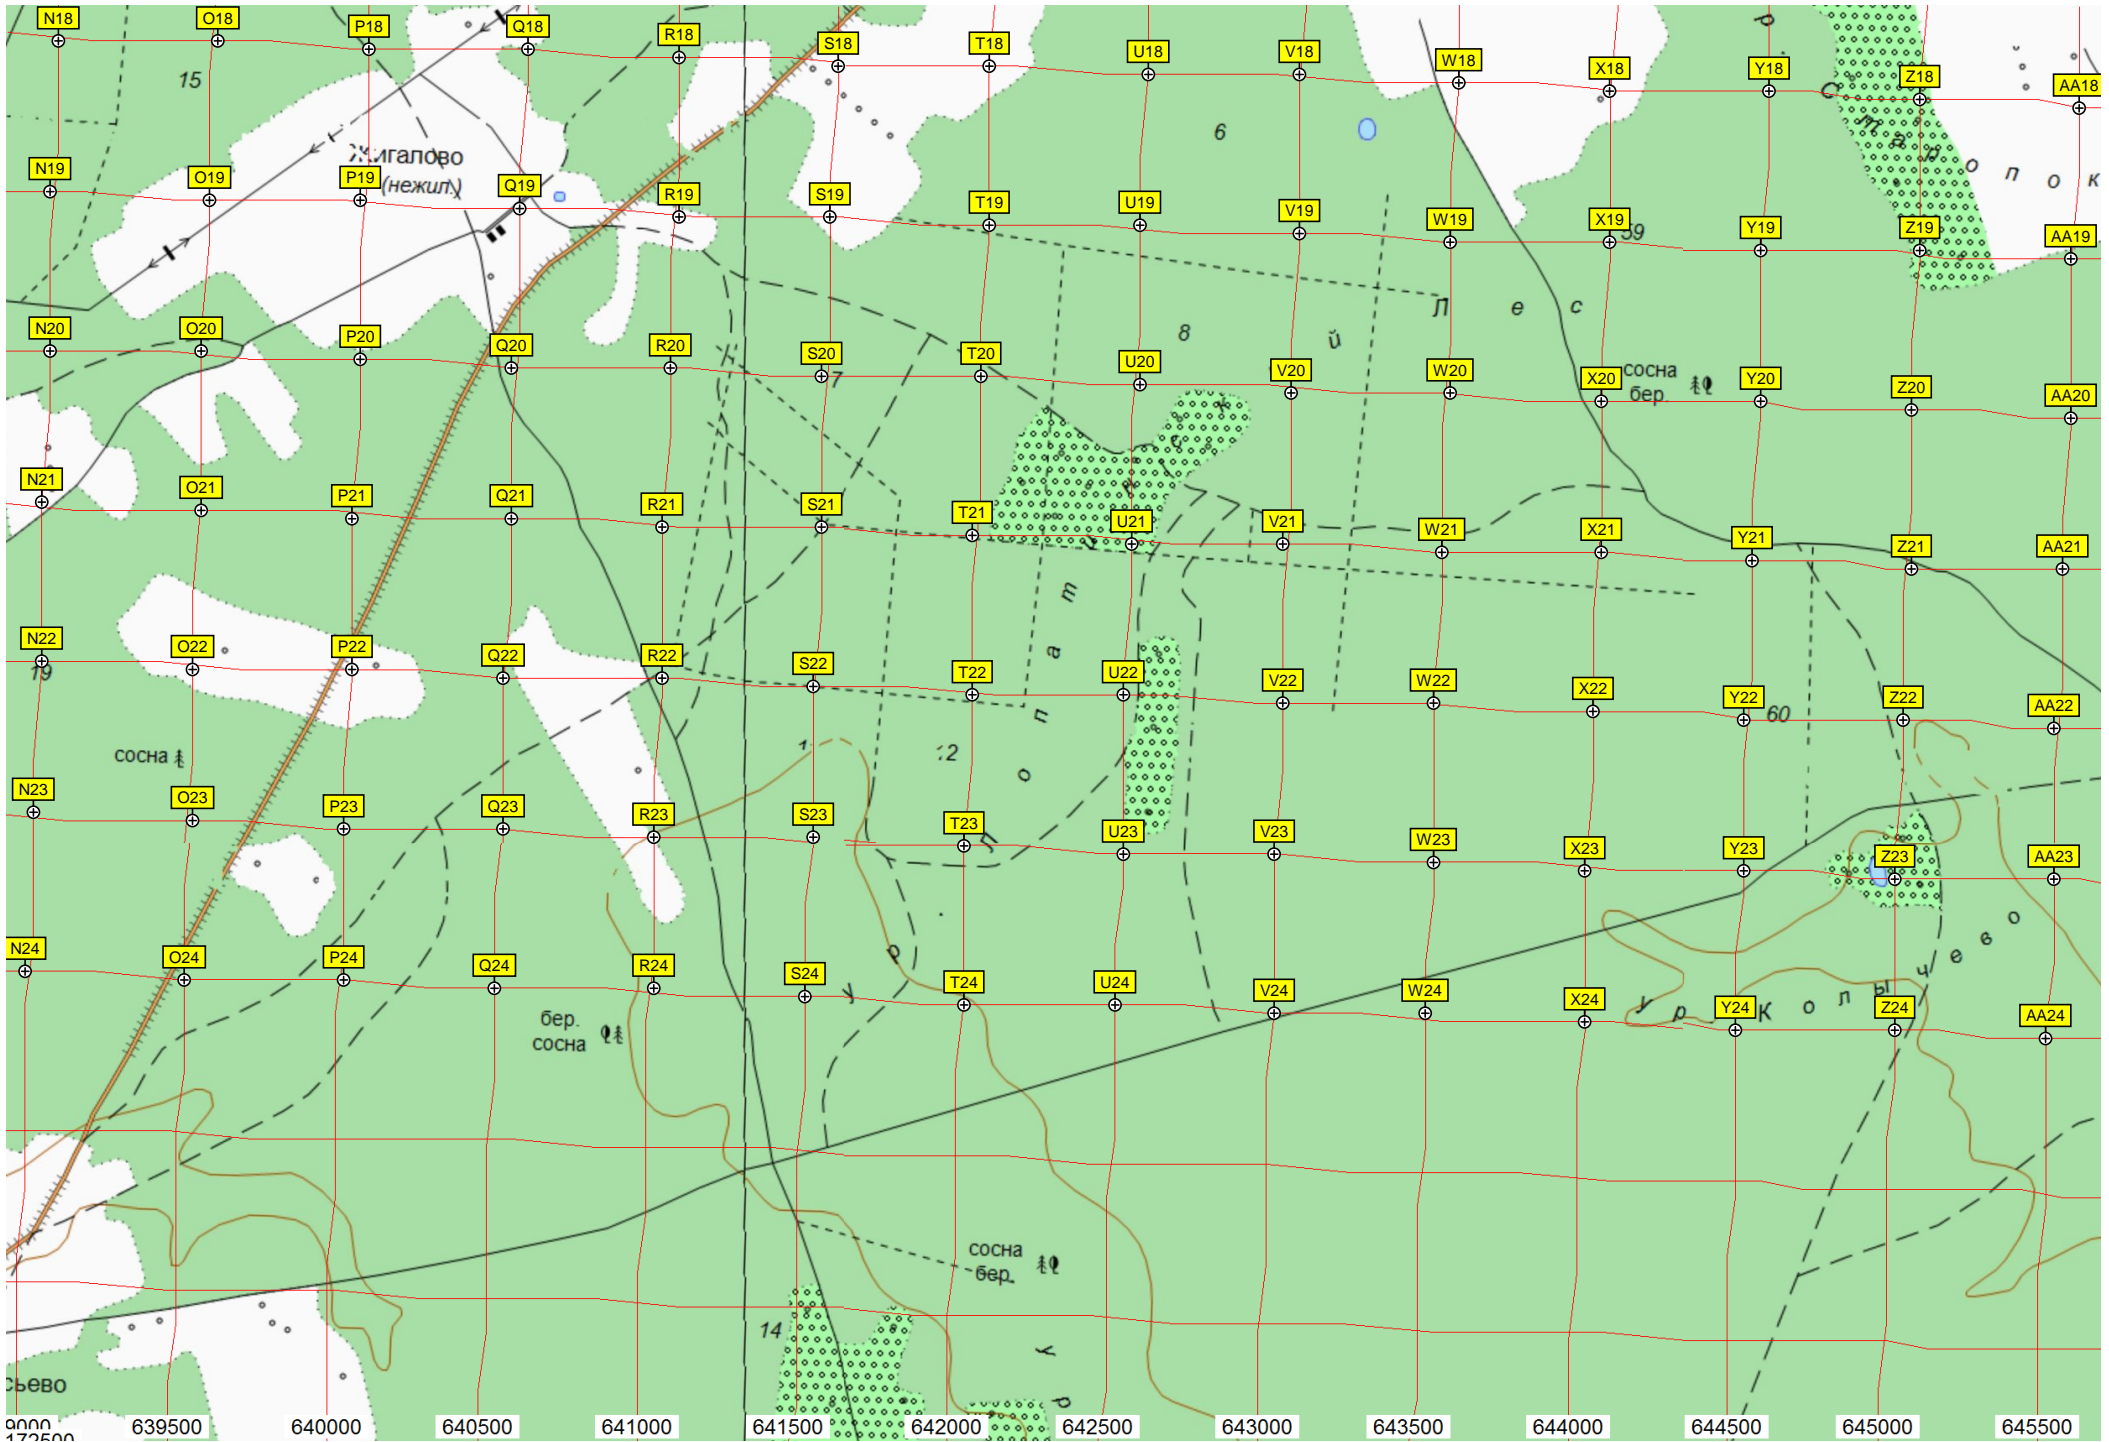 N18 O18 P18 Q18 R18 S18 T18 U18 V18 W18 X18 Y18 Z18 AA18
р.
15
6
Жигалово
(нежил.)
С т а р о п о к
N19 O19 P19 Q19 R19 S19 T19 U19 V19 W19 X19 Y19 Z19 AA19
59
й Л е с
8
N20 O20 P20 Q20 R20 S20 T20 U20 V20 W20 X20 Y20 Z20 AA20
7
сосна
бер.
N21 O21 P21 Q21 R21 S21 T21 U21 V21 W21 X21 Y21 Z21 AA21
N22 O22 P22 Q22 R22 S22 T22 U22 V22 W22 X22 Y22 Z22 AA22
19
60
сосна
N23 O23 P23 Q23 R23 S23 T23 U23 V23 W23 X23 Y23 Z23 AA23
у р Л о п а т
N24 O24 P24 Q24 R24 S24 T24 U24 V24 W24 X24 Y24 Z24 AA24
у р К о л ы ч е в о
бер.
сосна
сосна
бер.
14
у р
сьево
9000 639500 640000 640500 641000 641500 642000 642500 643000 643500 644000 644500 645000 645500
172500